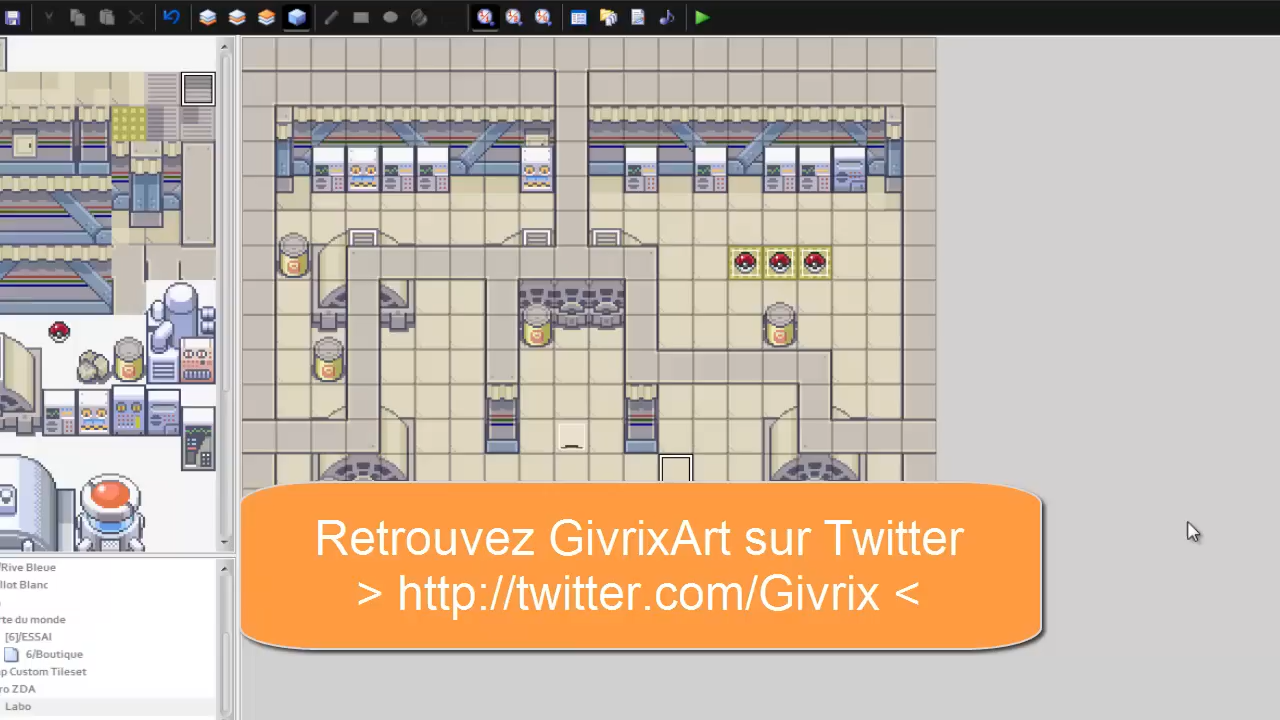 Retrouvez GivrixArt sur Twitter
> http://twitter.com/Givrix <
/Rive Bleue
llot Blanc
rte du monde
[6]/ESSAI
6/Boutique
p Custom Tileset
ro ZDA
Labo